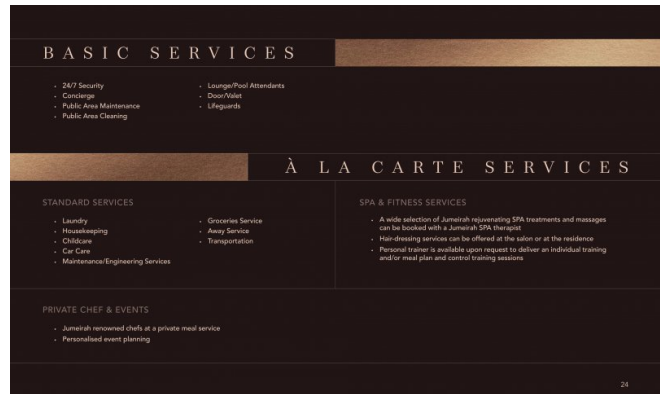 BASIC SERVICES
• 24/7 Security
• Concierge
• Public Area Maintenance
• Public Area Cleaning
• Lounge/Pool Attendants
• Door/Valet
• Lifeguards
À LA CARTE SERVICES
STANDARD SERVICES
• Laundry
• Housekeeping
• Childcare
• Car Care
• Maintenance/Engineering Services
• Groceries Service
• Away Service
• Transportation
SPA & FITNESS SERVICES
• A wide selection of Jumeirah rejuvenating SPA treatments and massages
can be booked with a Jumeirah SPA therapist
• Hair-dressing services can be offered at the salon or at the residence
• Personal trainer is available upon request to deliver an individual training
and/or meal plan and control training sessions
PRIVATE CHEF & EVENTS
• Jumeirah renowned chefs at a private meal service
• Personalised event planning
24